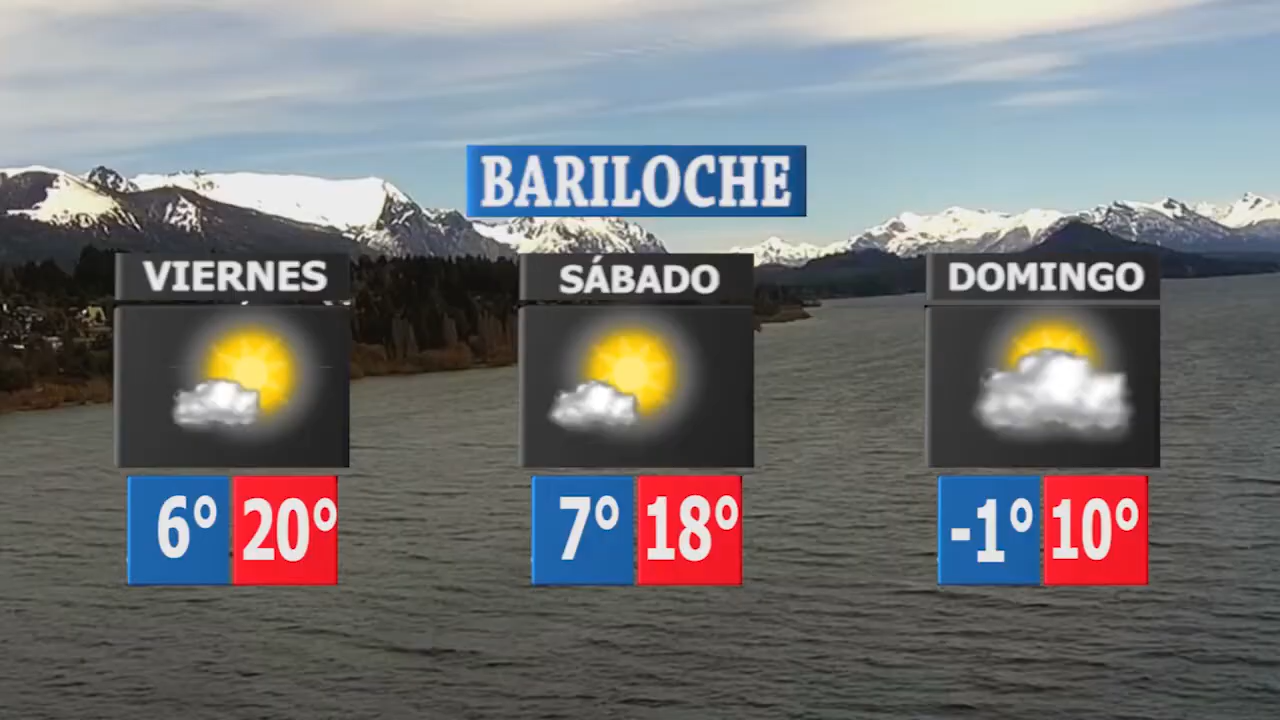 BARILOCHE
VIERNES
SÁBADO
DOMINGO
6º 20º
7º 18º
-1º 10º